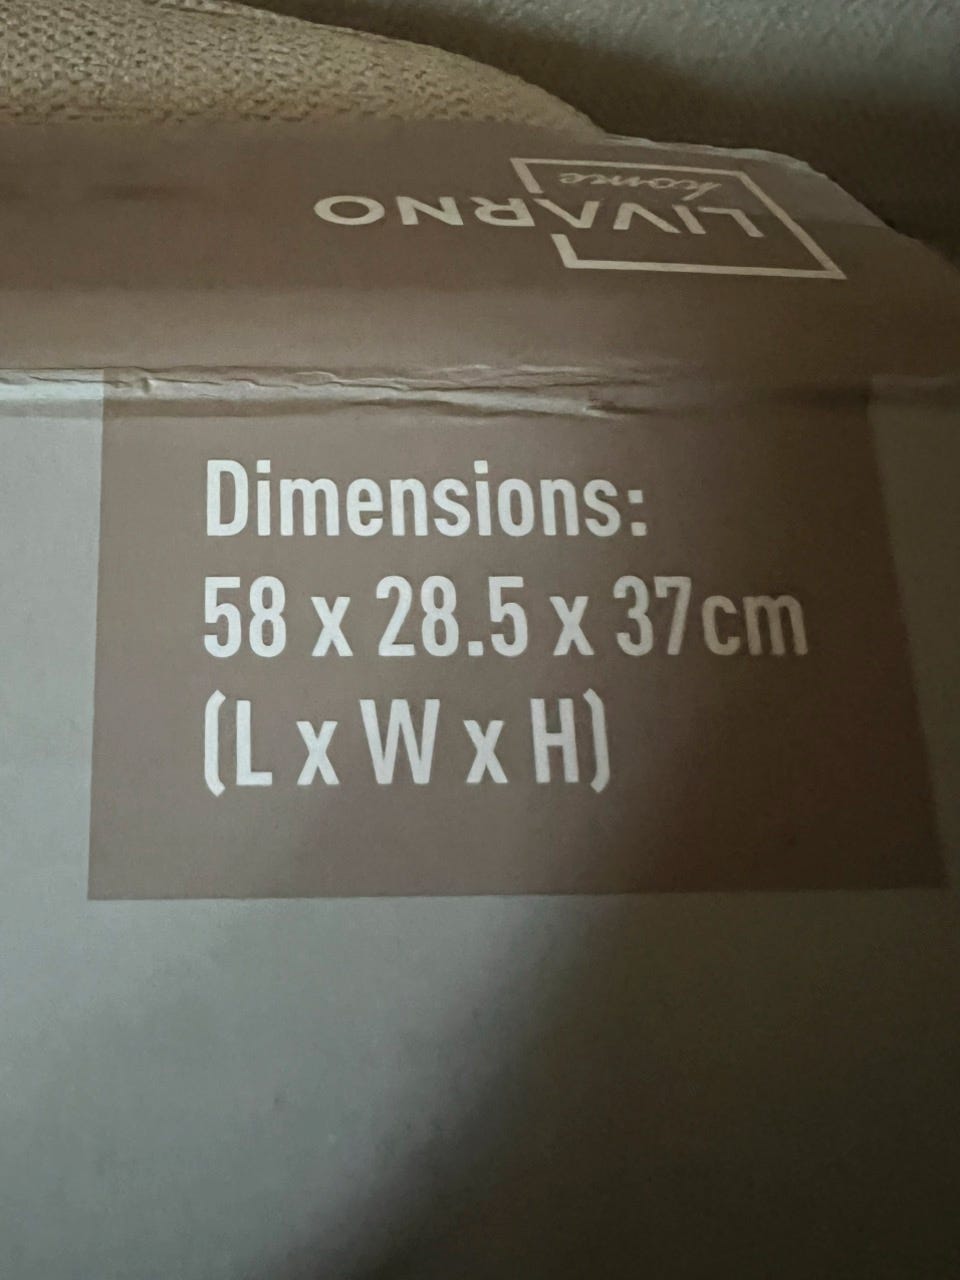 LIVARNO
home
Dimensions:
58 x 28.5 x 37cm
(L x W x H)